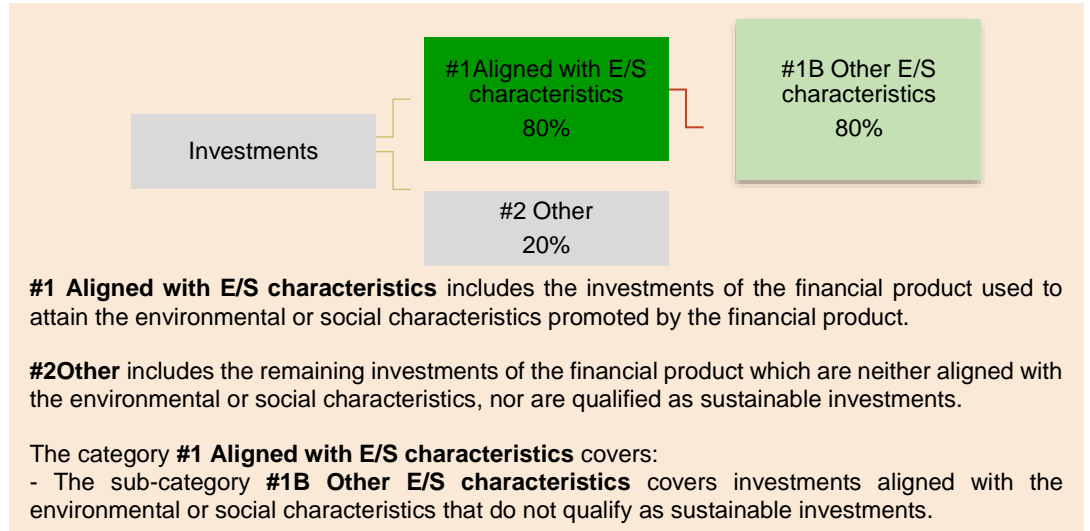 #1Aligned with E/S
characteristics
80%
#1B Other E/S
characteristics
80%
Investments
#2 Other
20%
#1 Aligned with E/S characteristics includes the investments of the financial product used to
attain the environmental or social characteristics promoted by the financial product.
#2Other includes the remaining investments of the financial product which are neither aligned with
the environmental or social characteristics, nor are qualified as sustainable investments.
The category #1 Aligned with E/S characteristics covers:
- The sub-category #1B Other E/S characteristics covers investments aligned with the
environmental or social characteristics that do not qualify as sustainable investments.